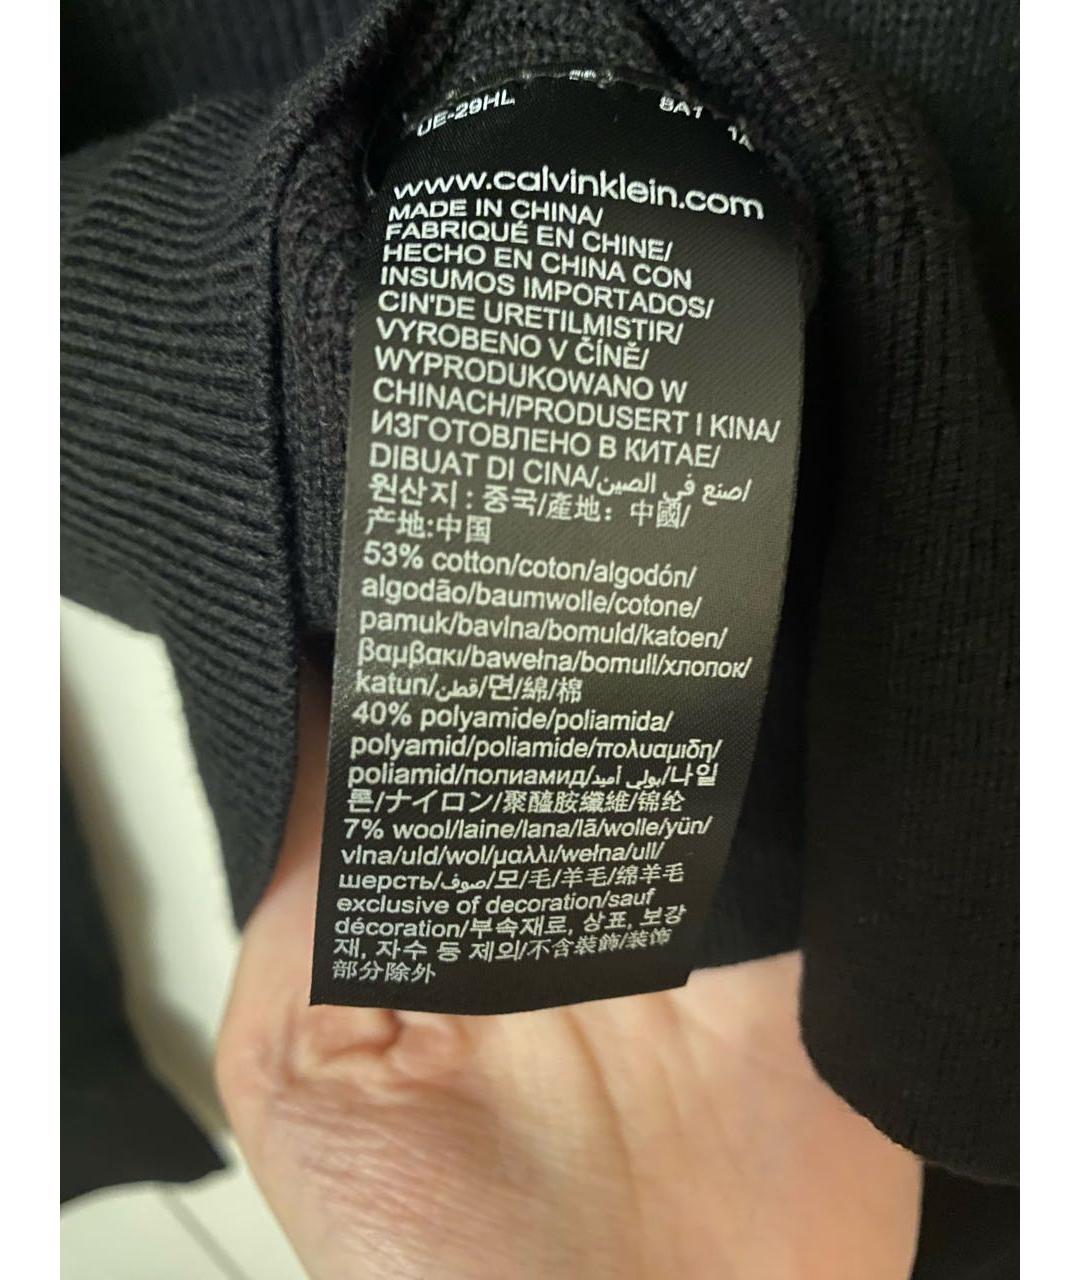 UE-29HL 8A1 1A
www.calvinklein.com
MADE IN CHINA/
FABRIQUÉ EN CHINE/
HECHO EN CHINA CON
INSUMOS IMPORTADOS/
CIN'DE URETILMISTIR/
VYROBENO V ČÍNĚ/
WYPRODUKOWANO W
CHINACH/PRODUSERT I KINA/
ИЗГОТОВЛЕНО В КИТАЕ/
DIBUAT DI CINA/صنع في الصين/
원산지 : 중국/產地：中國/
产地:中国
53% cotton/coton/algodón/
algodão/baumwolle/cotone/
pamuk/bavlna/bomuld/katoen/
βαμβακι/bawełna/bomull/хлопок/
katun/قطن/면/綿/棉
40% polyamide/poliamida/
polyamid/poliamide/πολυαμιδη/
poliamid/полиамид/بولي أميد/나일
론/ナイロン/聚醯胺纖維/锦纶
7% wool/laine/lana/lã/wolle/yün/
vlna/uld/wol/μαλλι/wełna/ull/
шерсть/صوف/모/毛/羊毛/绵羊毛
exclusive of decoration/sauf
décoration/부속재료, 상표, 보강
재, 자수 등 제외/不含裝飾/装饰
部分除外